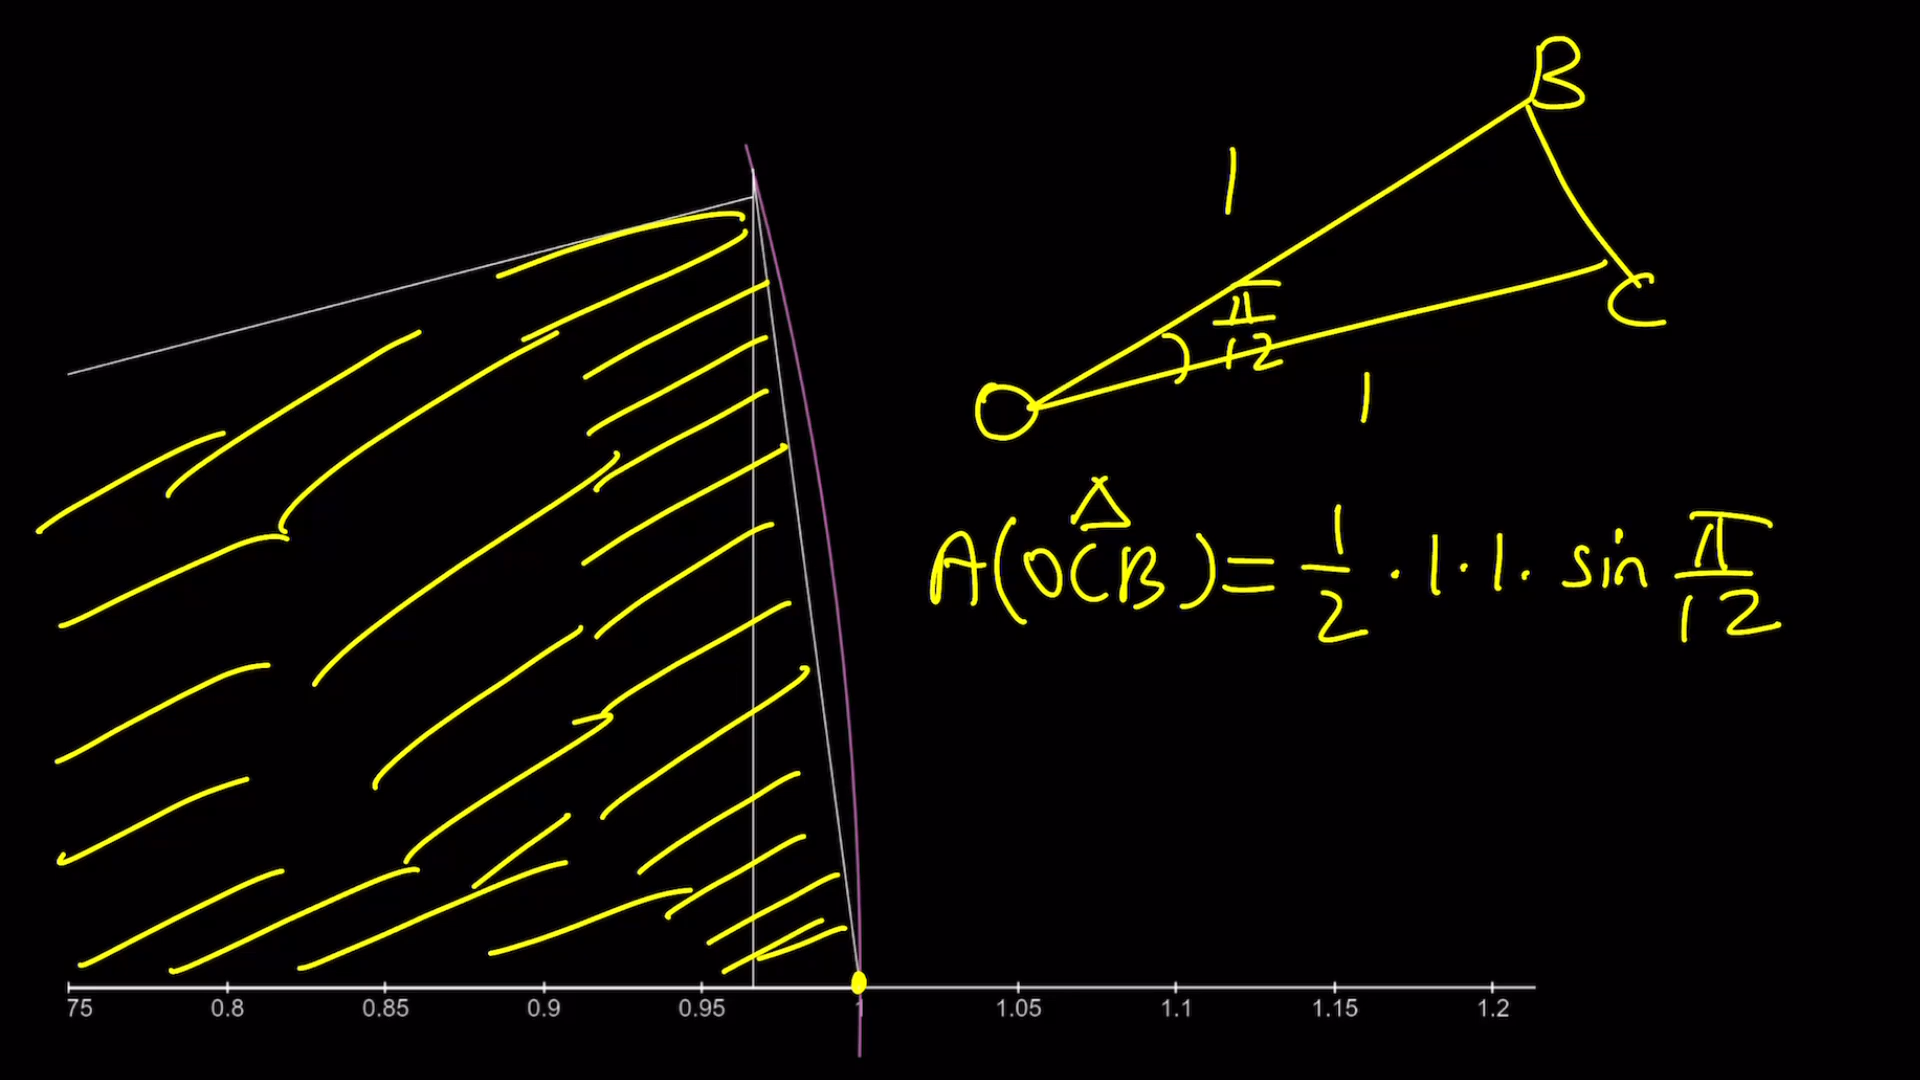 B
1
π/12
C
O
1
A(OCB) = 1/2 · 1 · 1 · sin π/12
75 0.8 0.85 0.9 0.95 1 1.05 1.1 1.15 1.2